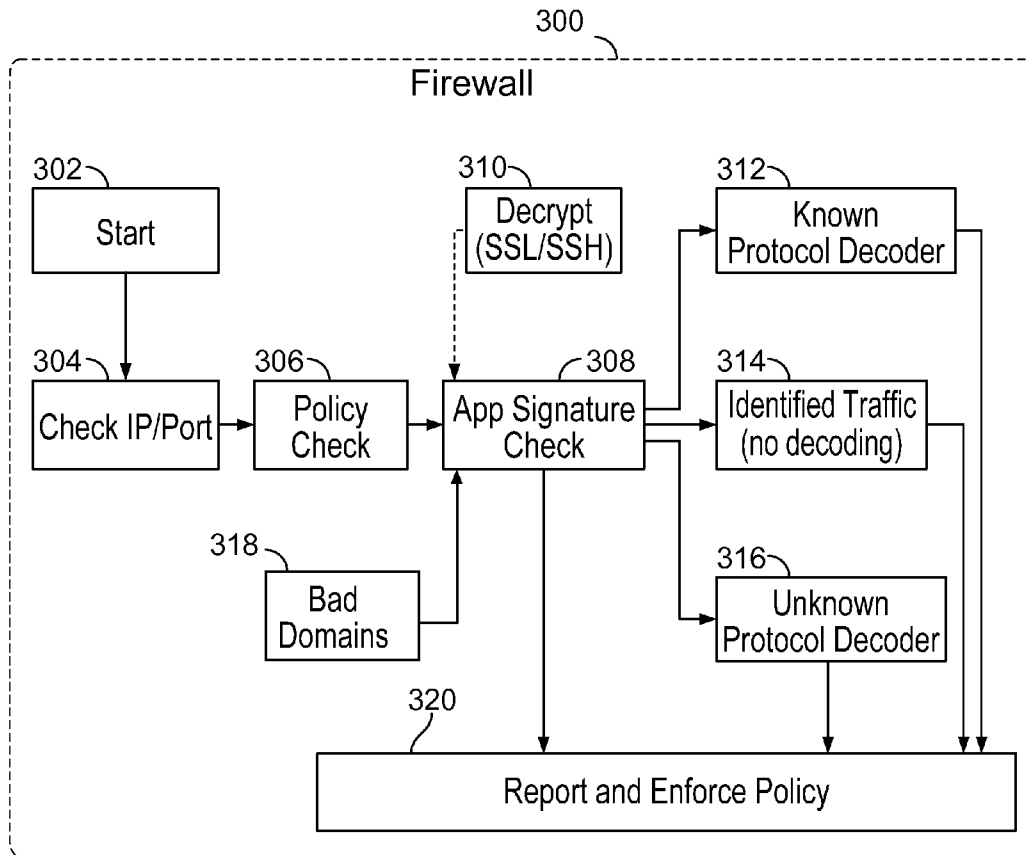 300
Firewall
302
Start
310
Decrypt
(SSL/SSH)
312
Known
Protocol Decoder
304
Check IP/Port
306
Policy
Check
308
App Signature
Check
314
Identified Traffic
(no decoding)
318
Bad
Domains
316
Unknown
Protocol Decoder
320
Report and Enforce Policy